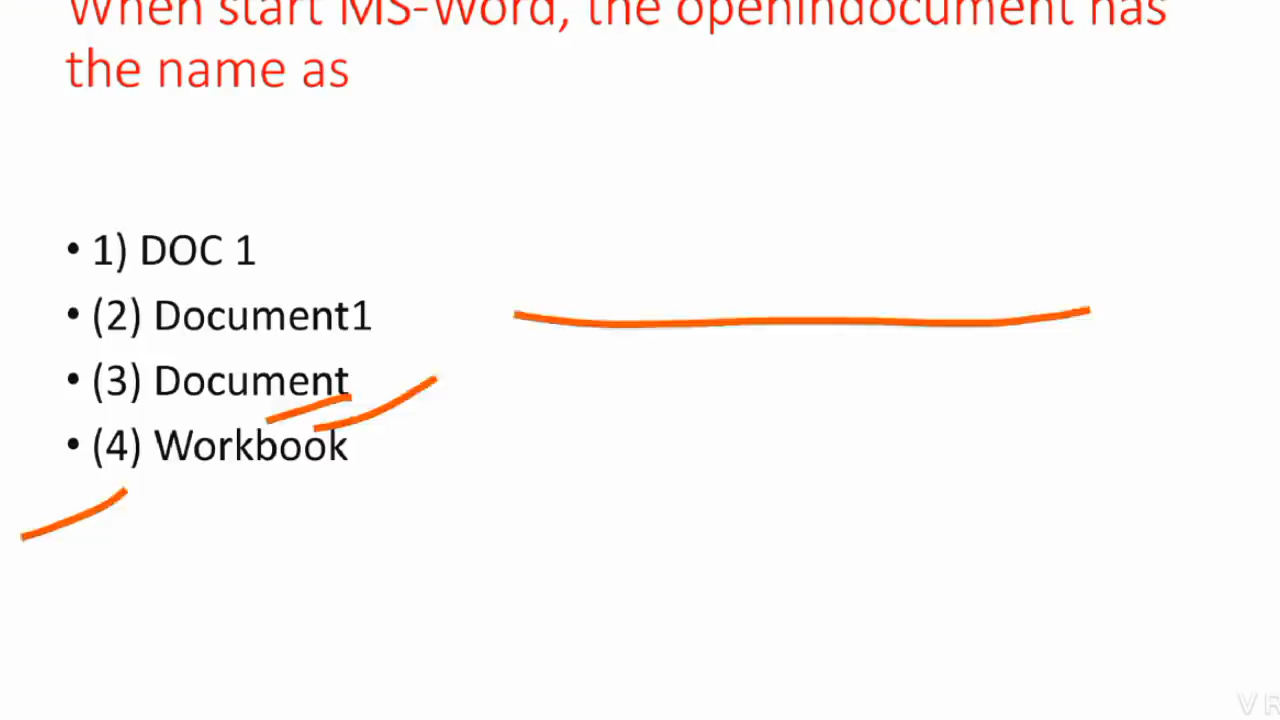 When start MS-Word, the openindocument has
the name as
• 1) DOC 1
• (2) Document1
• (3) Document
• (4) Workbook
VR